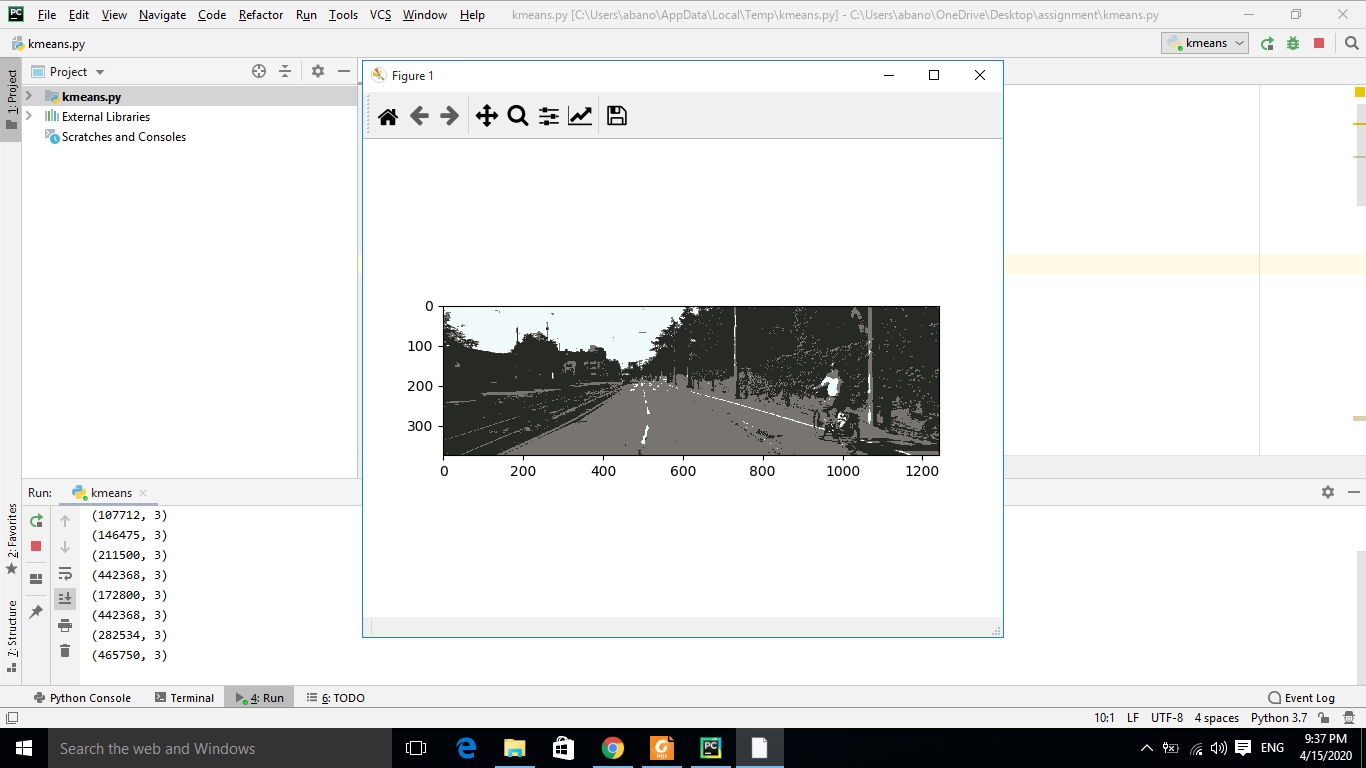 File Edit View Navigate Code Refactor Run Tools VCS Window Help kmeans.py [C:\Users\abano\AppData\Local\Temp\kmeans.py] - C:\Users\abano\OneDrive\Desktop\assignment\kmeans.py
kmeans.py
kmeans
1: Project
Project
kmeans.py
External Libraries
Scratches and Consoles
Figure 1
0
100
200
300
0 200 400 600 800 1000 1200
2: Favorites
7: Structure
Run: kmeans
(107712, 3)
(146475, 3)
(211500, 3)
(442368, 3)
(172800, 3)
(442368, 3)
(282534, 3)
(465750, 3)
Python Console Terminal 4: Run 6: TODO Event Log
10:1 LF UTF-8 4 spaces Python 3.7
Search the web and Windows
PDF
PC
ENG
9:37 PM
4/15/2020